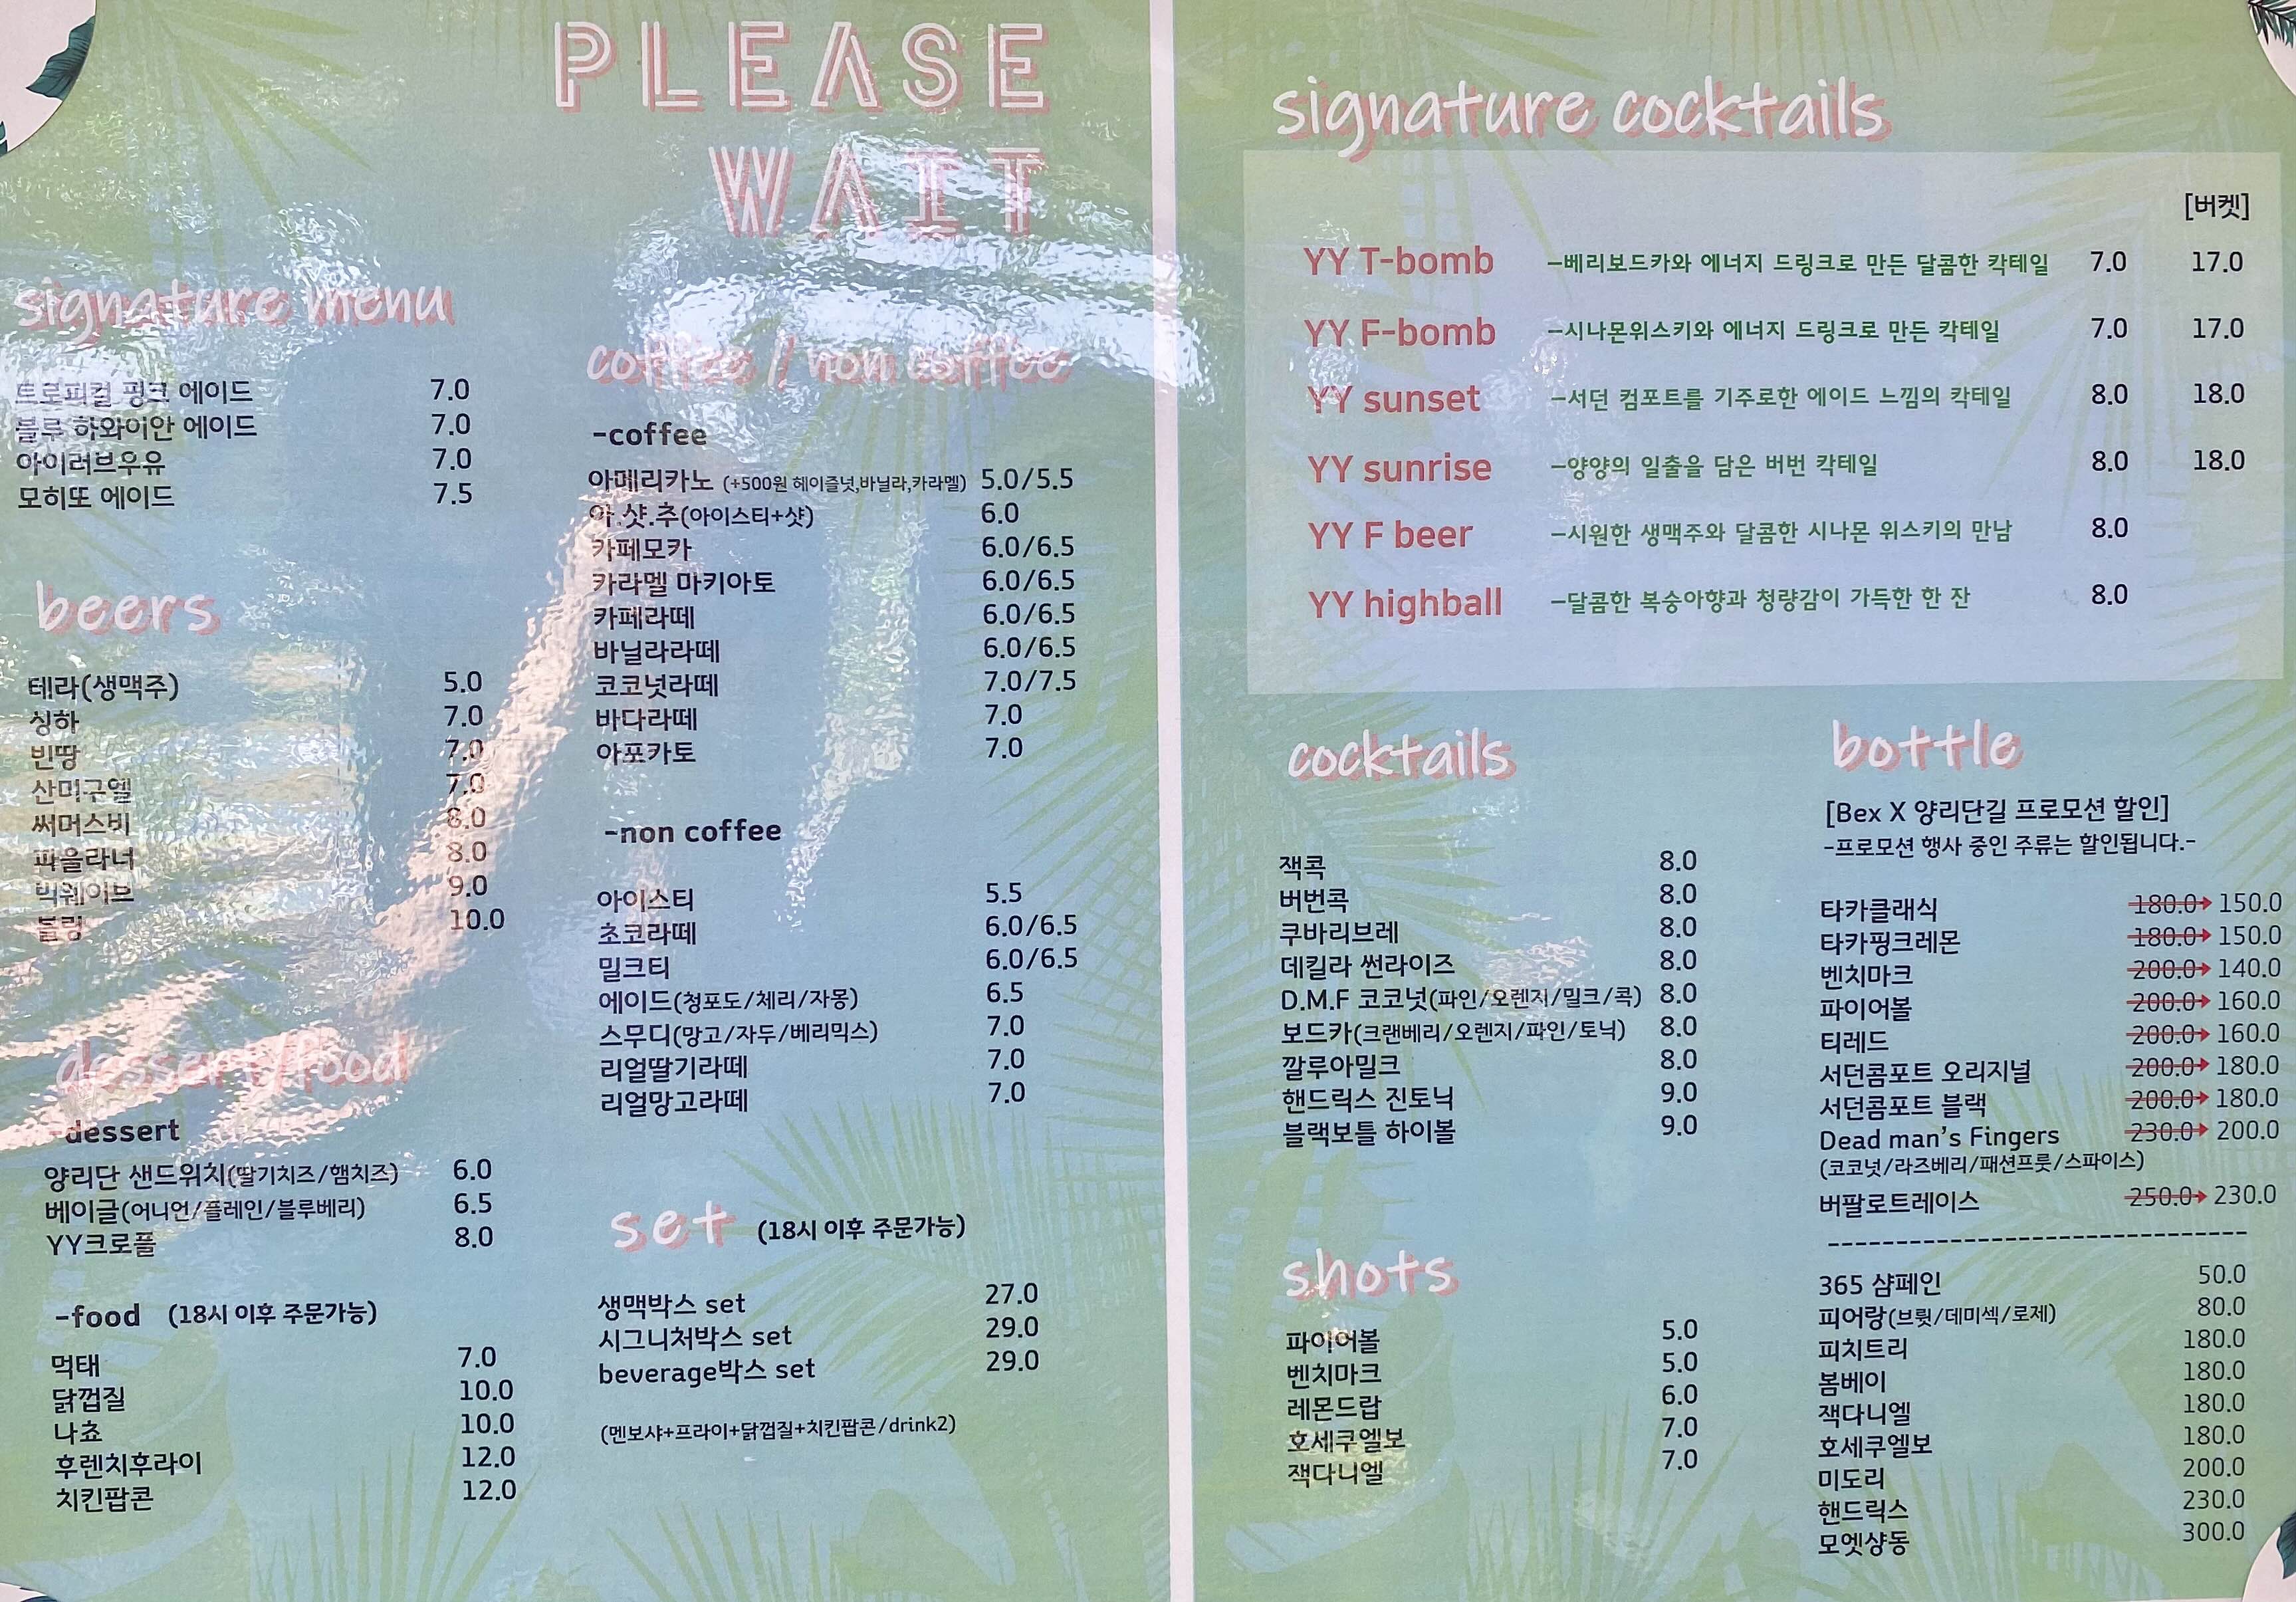 PLEASE
WAIT
signature menu
트로피컬 핑크 에이드 7.0
블루 하와이안 에이드 7.0
아이러브우유 7.0
모히또 에이드 7.5
beers
테라(생맥주) 5.0
싱하 7.0
빈땅 7.0
산미구엘 7.0
써머스비 8.0
파울라너 8.0
빅웨이브 9.0
볼링 10.0
dessert/food
-dessert
양리단 샌드위치(딸기치즈/햄치즈) 6.0
베이글(어니언/플레인/블루베리) 6.5
YY크로플 8.0
-food (18시 이후 주문가능)
먹태 7.0
닭껍질 10.0
나쵸 10.0
후렌치후라이 12.0
치킨팝콘 12.0
coffee // non coffee
-coffee
아메리카노 (+500원 헤이즐넛,바닐라,카라멜) 5.0/5.5
아.샷.추(아이스티+샷) 6.0
카페모카 6.0/6.5
카라멜 마키아토 6.0/6.5
카페라떼 6.0/6.5
바닐라라떼 6.0/6.5
코코넛라떼 7.0/7.5
바다라떼 7.0
아포카토 7.0
-non coffee
아이스티 5.5
초코라떼 6.0/6.5
밀크티 6.0/6.5
에이드(청포도/체리/자몽) 6.5
스무디(망고/자두/베리믹스) 7.0
리얼딸기라떼 7.0
리얼망고라떼 7.0
set (18시 이후 주문가능)
생맥박스 set 27.0
시그니처박스 set 29.0
beverage박스 set 29.0
(멘보샤+프라이+닭껍질+치킨팝콘/drink2)
signature cocktails
[버켓]
YY T-bomb -베리보드카와 에너지 드링크로 만든 달콤한 칵테일 7.0 17.0
YY F-bomb -시나몬위스키와 에너지 드링크로 만든 칵테일 7.0 17.0
YY sunset -서던 컴포트를 기주로한 에이드 느낌의 칵테일 8.0 18.0
YY sunrise -양양의 일출을 담은 버번 칵테일 8.0 18.0
YY F beer -시원한 생맥주와 달콤한 시나몬 위스키의 만남 8.0
YY highball -달콤한 복숭아향과 청량감이 가득한 한 잔 8.0
cocktails
잭콕 8.0
버번콕 8.0
쿠바리브레 8.0
데킬라 썬라이즈 8.0
D.M.F 코코넛(파인/오렌지/밀크/콕) 8.0
보드카(크랜베리/오렌지/파인/토닉) 8.0
깔루아밀크 8.0
핸드릭스 진토닉 9.0
블랙보틀 하이볼 9.0
shots
파이어볼 5.0
벤치마크 5.0
레몬드랍 6.0
호세쿠엘보 7.0
잭다니엘 7.0
bottle
[Bex X 양리단길 프로모션 할인]
-프로모션 행사 중인 주류는 할인됩니다.-
타카클래식 180.0 150.0
타카핑크레몬 180.0 150.0
벤치마크 200.0 140.0
파이어볼 200.0 160.0
티레드 200.0 160.0
서던콤포트 오리지널 200.0 180.0
서던콤포트 블랙 200.0 180.0
Dead man's Fingers 230.0 200.0
(코코넛/라즈베리/패션프룻/스파이스)
버팔로트레이스 250.0 230.0
365 샴페인 50.0
피어랑(브륏/데미섹/로제) 80.0
피치트리 180.0
봄베이 180.0
잭다니엘 180.0
호세쿠엘보 180.0
미도리 200.0
핸드릭스 230.0
모엣샹동 300.0